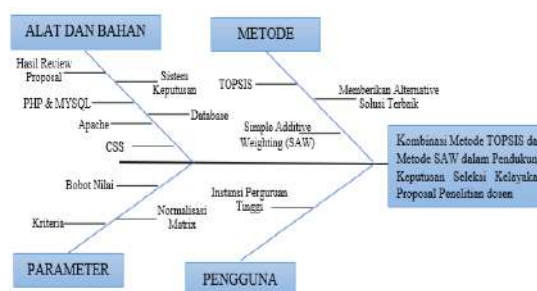 ALAT DAN BAHAN
METODE
Hasil Review
Proposal
Sistem
Keputusan
PHP & MYSQL
Database
Apache
CSS
TOPSIS
Memberikan Alternative
Solusi Terbaik
Simple Additive
Weighting (SAW)
Kombinasi Metode TOPSIS da
Metode SAW dalam Pendukun
Keputusan Seleksi Kelayaka
Proposal Penelitian dosen
Bobot Nilai
Instansi Perguruan
Tinggi
Kriteria
Normalisasi
Matrix
PARAMETER
PENGGUNA